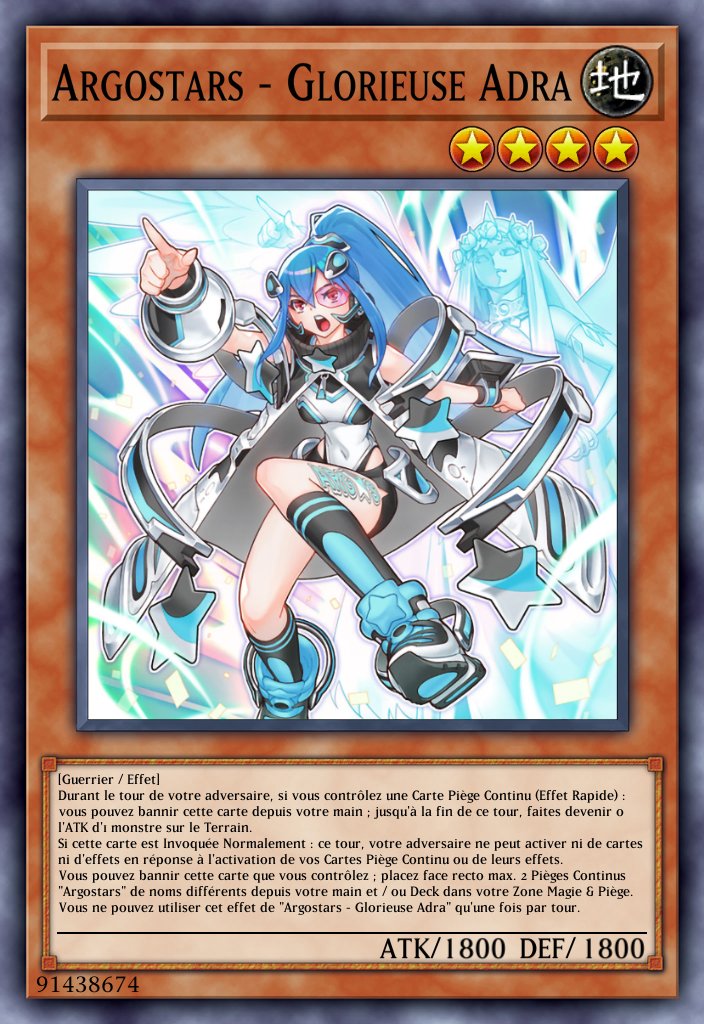 Argostars - Glorieuse Adra
地
[Guerrier / Effet]
Durant le tour de votre adversaire, si vous contrôlez une Carte Piège Continu (Effet Rapide) :
vous pouvez bannir cette carte depuis votre main ; jusqu'à la fin de ce tour, faites devenir 0
l'ATK d'1 monstre sur le Terrain.
Si cette carte est Invoquée Normalement : ce tour, votre adversaire ne peut activer ni de cartes
ni d'effets en réponse à l'activation de vos Cartes Piège Continu ou de leurs effets.
Vous pouvez bannir cette carte que vous contrôlez ; placez face recto max. 2 Pièges Continus
"Argostars" de noms différents depuis votre main et / ou Deck dans votre Zone Magie & Piège.
Vous ne pouvez utiliser cet effet de "Argostars - Glorieuse Adra" qu'une fois par tour.
ATK/1800 DEF/ 1800
91438674